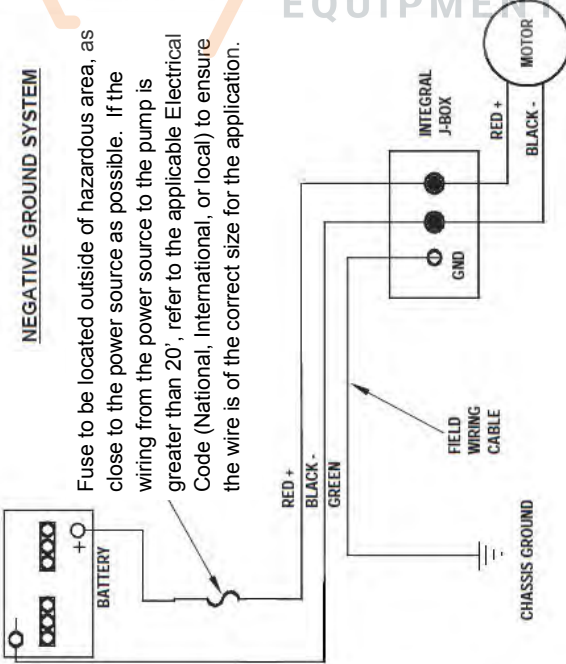 EQUIPMENT
NEGATIVE GROUND SYSTEM
Fuse to be located outside of hazardous area, as
close to the power source as possible. If the
wiring from the power source to the pump is
greater than 20', refer to the applicable Electrical
Code (National, International, or local) to ensure
the wire is of the correct size for the application.
-
+
BATTERY
RED +
BLACK -
GREEN
FIELD
WIRING
CABLE
CHASSIS GROUND
INTEGRAL
J-BOX
GND
RED +
BLACK -
MOTOR